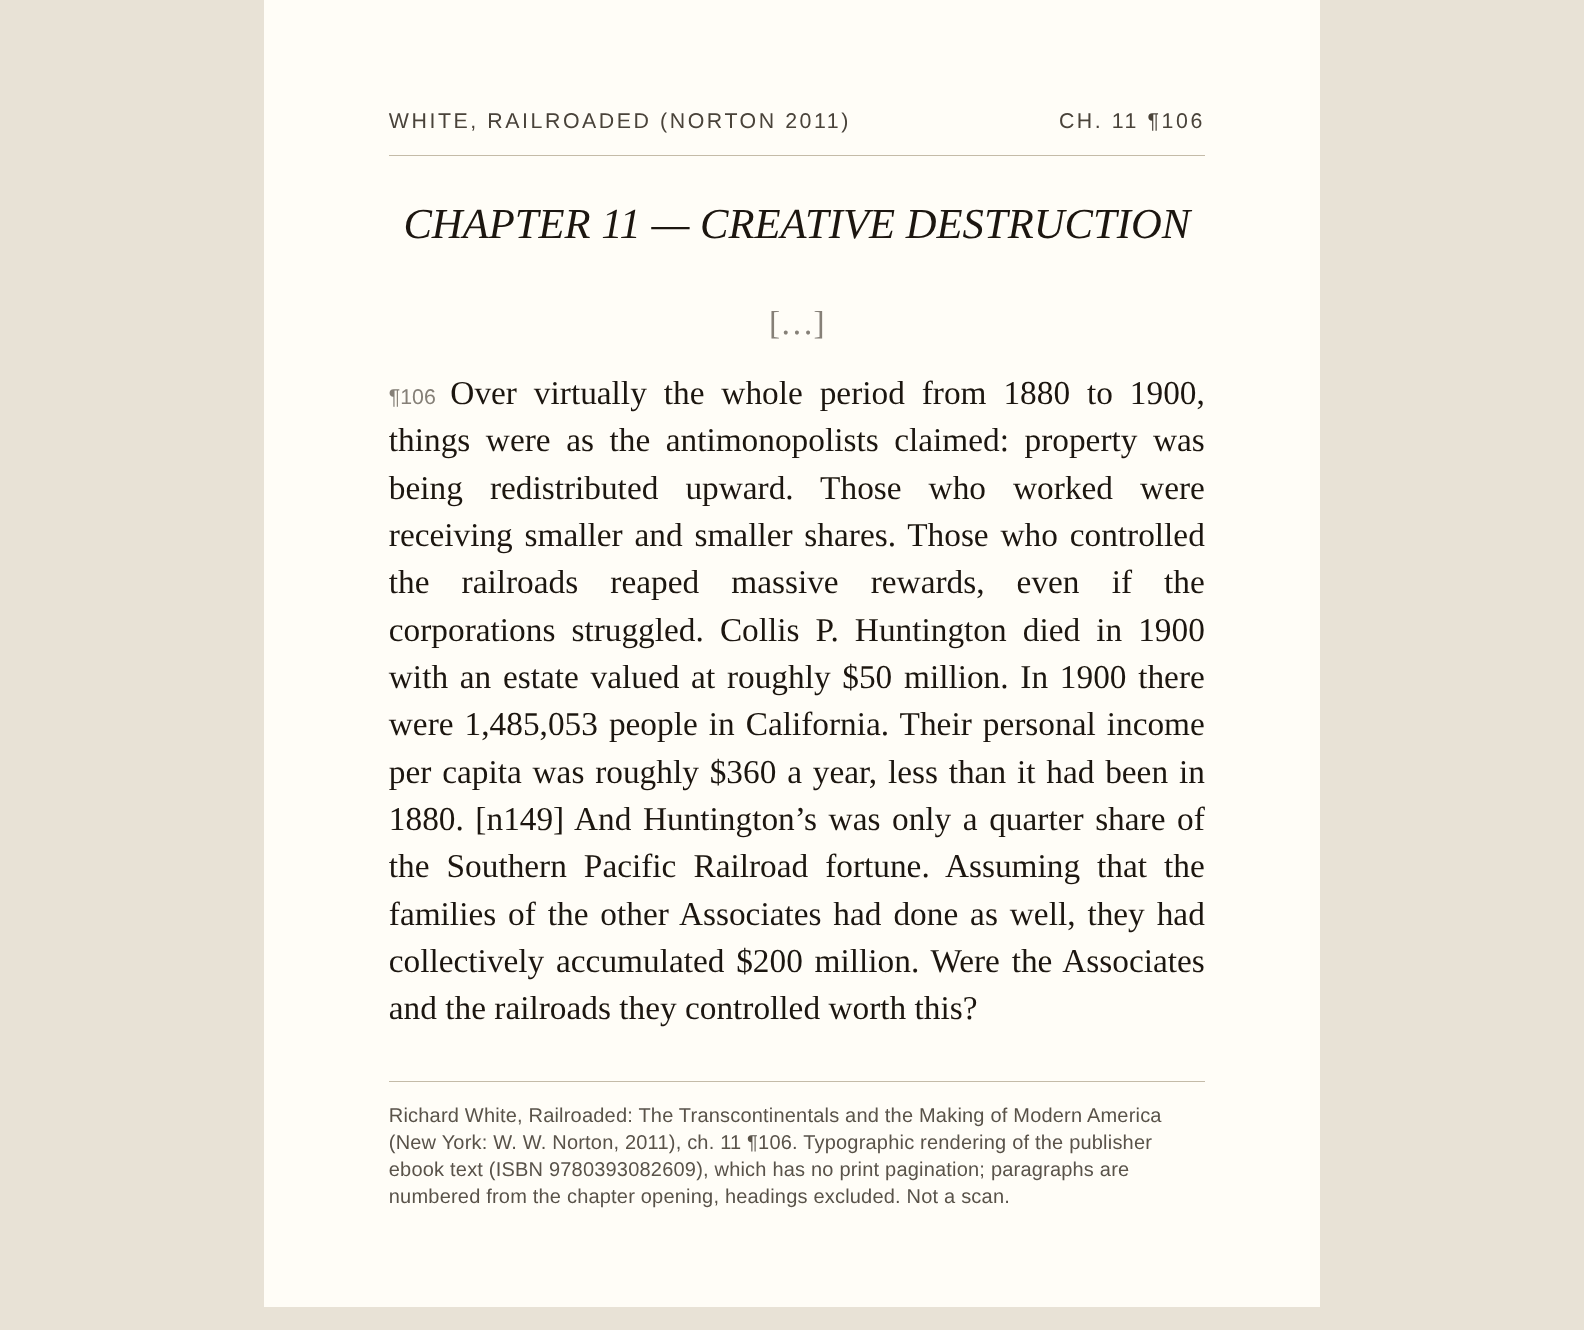 WHITE, RAILROADED (NORTON 2011) CH. 11 ¶106
CHAPTER 11 — CREATIVE DESTRUCTION
[…]
¶106 Over virtually the whole period from 1880 to 1900,
things were as the antimonopolists claimed: property was
being redistributed upward. Those who worked were
receiving smaller and smaller shares. Those who controlled
the railroads reaped massive rewards, even if the
corporations struggled. Collis P. Huntington died in 1900
with an estate valued at roughly $50 million. In 1900 there
were 1,485,053 people in California. Their personal income
per capita was roughly $360 a year, less than it had been in
1880. [n149] And Huntington’s was only a quarter share of
the Southern Pacific Railroad fortune. Assuming that the
families of the other Associates had done as well, they had
collectively accumulated $200 million. Were the Associates
and the railroads they controlled worth this?
Richard White, Railroaded: The Transcontinentals and the Making of Modern America
(New York: W. W. Norton, 2011), ch. 11 ¶106. Typographic rendering of the publisher
ebook text (ISBN 9780393082609), which has no print pagination; paragraphs are
numbered from the chapter opening, headings excluded. Not a scan.